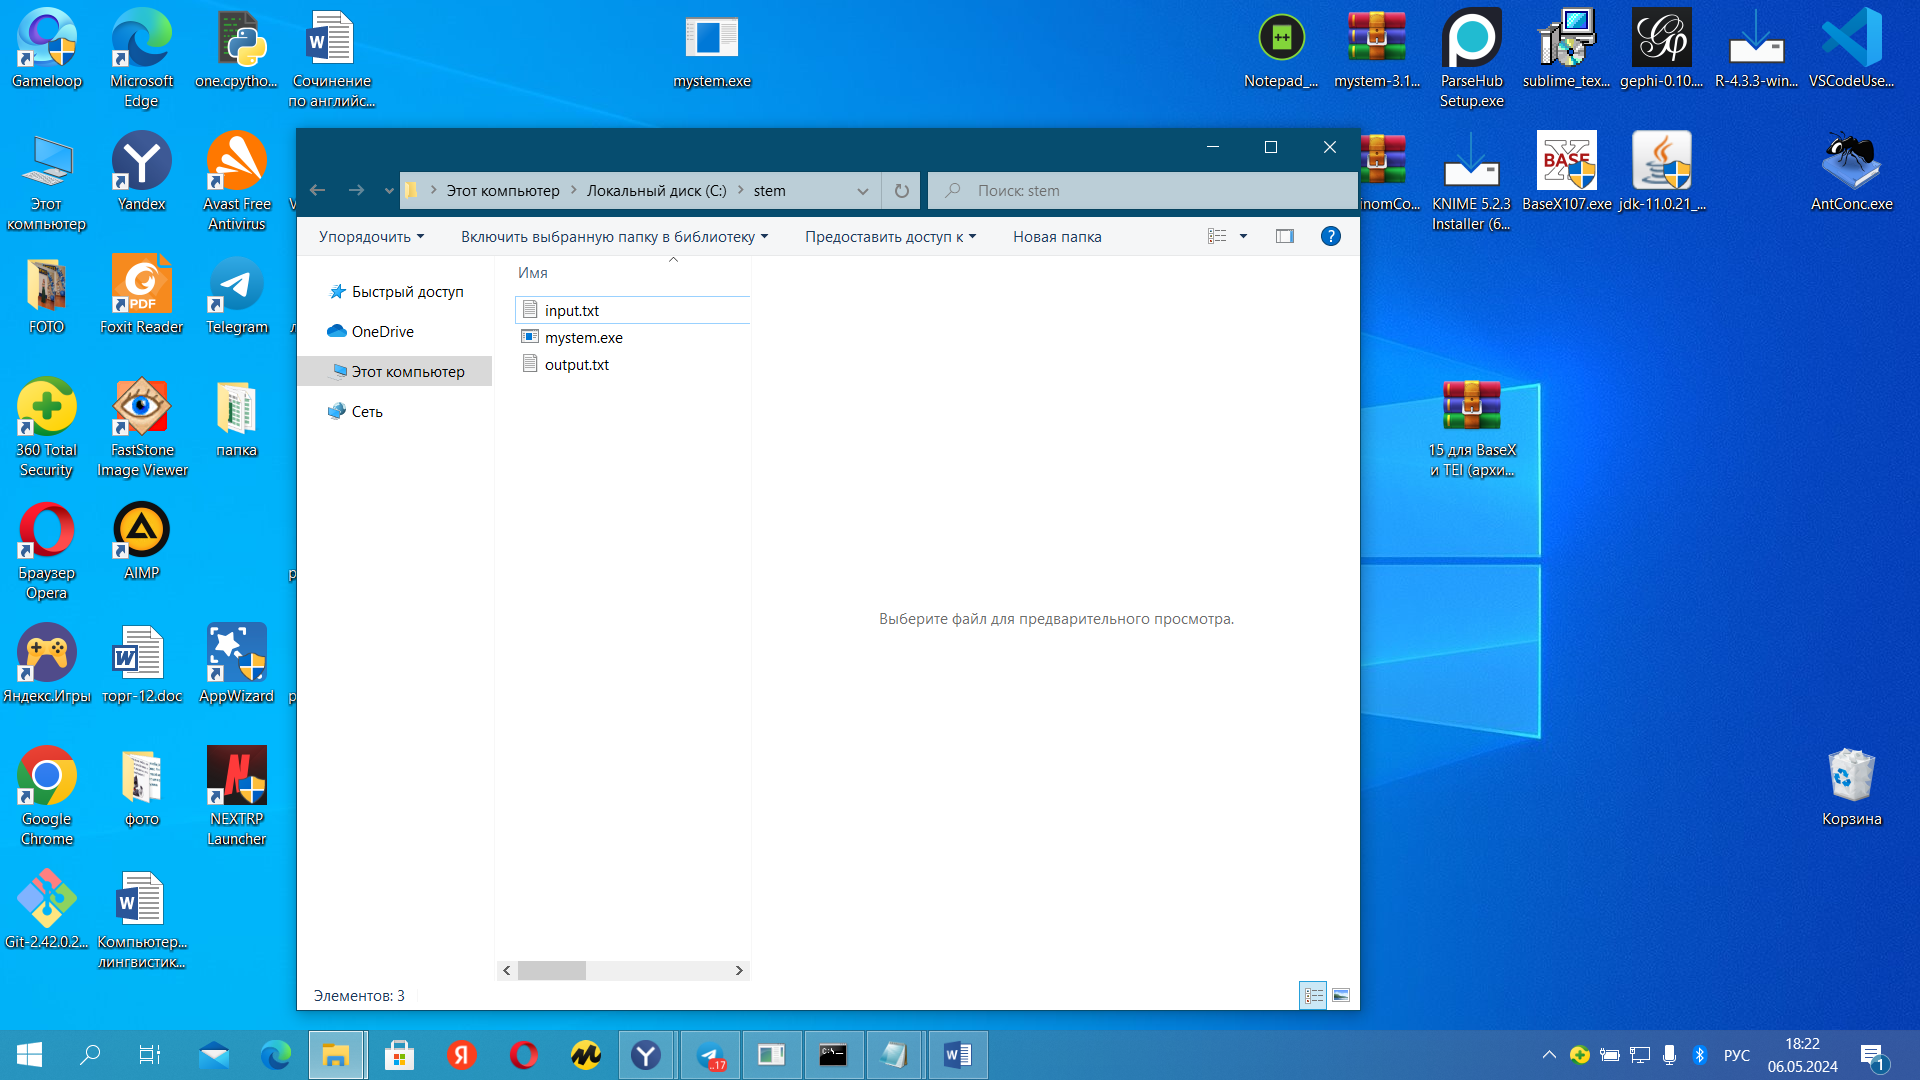 Gameloop
Microsoft
Edge
one.cpytho...
Сочинение
по английс...
mystem.exe
Notepad_...
mystem-3.1...
ParseHub
Setup.exe
sublime_tex...
gephi-0.10....
R-4.3.3-win...
VSCodeUse...
Этот
компьютер
Yandex
Avast Free
Antivirus
inomCo...
KNIME 5.2.3
Installer (6...
BASE
X
BaseX107.exe
jdk-11.0.21_...
AntConc.exe
Этот компьютер
Локальный диск (C:)
stem
Поиск: stem
Упорядочить
Включить выбранную папку в библиотеку
Предоставить доступ к
Новая папка
?
Имя
Быстрый доступ
OneDrive
Этот компьютер
Сеть
input.txt
mystem.exe
output.txt
Выберите файл для предварительного просмотра.
Элементов: 3
FOTO
PDF
Foxit Reader
Telegram
360 Total
Security
FastStone
Image Viewer
папка
15 для BaseX
и TEI (архи...
Браузер
Opera
AIMP
Яндекс.Игры
торг-12.doc
AppWizard
Google
Chrome
фото
NEXTRP
Launcher
Корзина
Git-2.42.0.2...
Компьютер...
лингвистик...
Я
..17
C:\
РУС
18:22
06.05.2024
1